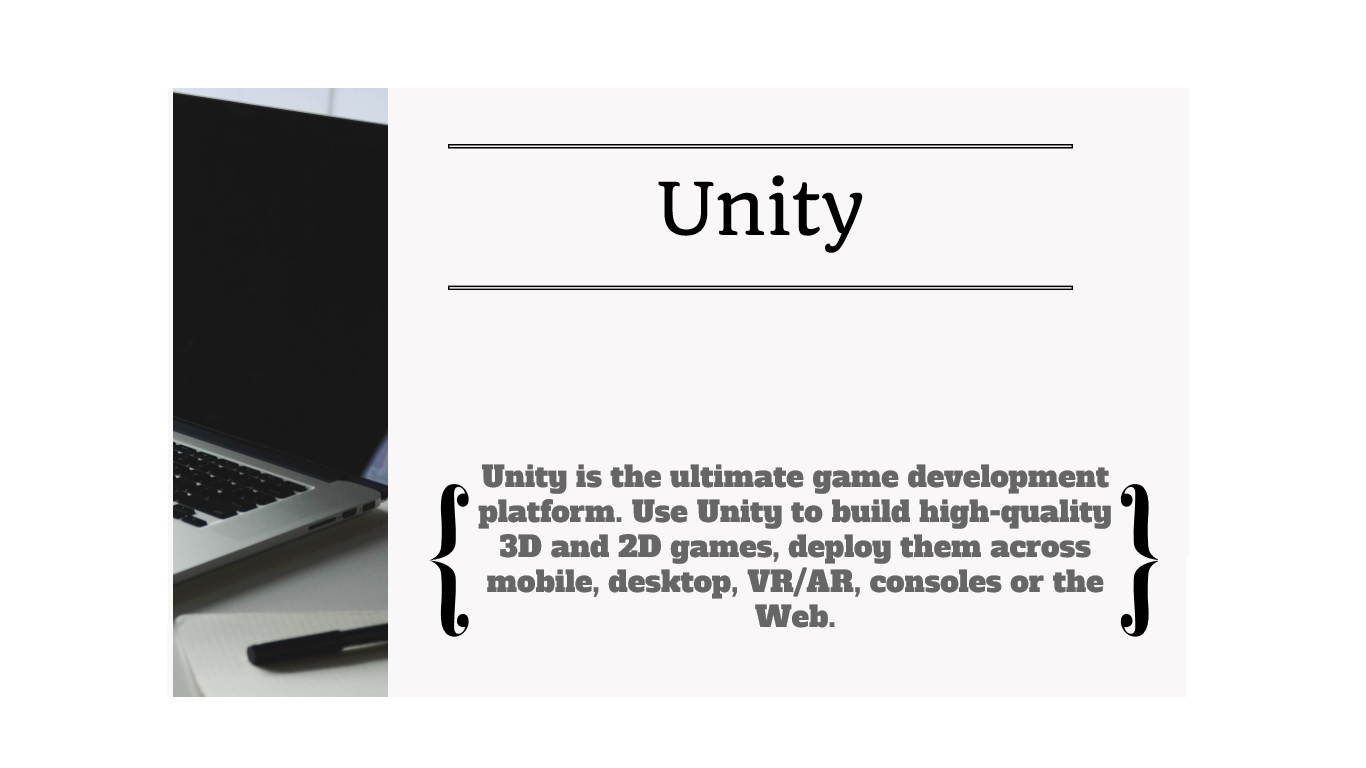 Unity
Unity is the ultimate game development
platform. Use Unity to build high-quality
3D and 2D games, deploy them across
mobile, desktop, VR/AR, consoles or the
Web.